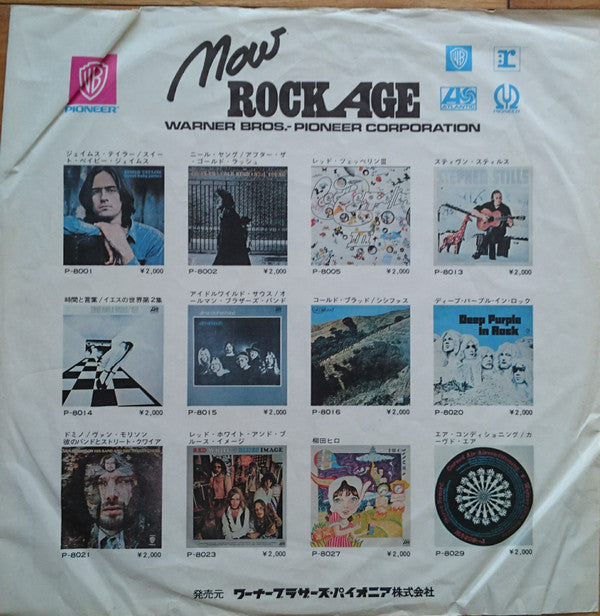 Now
ROCK AGE
WARNER BROS.-PIONEER CORPORATION
WB
PIONEER
WB
r
ATLANTIC
PIONEER
ジェイムス・テイラー/スイー
ト・ベイビー・ジェイムス
P-8001 ¥2,000
ニール・ヤング/アフター・ザ
・ゴールド・ラッシュ
P-8002 ¥2,000
レッド・ツェッペリンⅢ
P-8005 ¥2,000
スティヴン・スティルス
STEPHEN STILLS
P-8013 ¥2,000
時間と言葉/イエスの世界第2集
P-8014 ¥2,000
アイドルワイルド・サウス/オ
ールマン・ブラザーズ・バンド
P-8015 ¥2,000
コールド・ブラッド/シシファス
P-8016 ¥2,000
ディープ・パープル・イン・ロック
Deep Purple
in Rock
P-8020 ¥2,000
ドミノ/ヴァン・モリソン
彼のバンドとストリート・クワイア
P-8021 ¥2,000
レッド・ホワイト・アンド・ブ
ルース・イメージ
P-8023 ¥2,000
柳田ヒロ
P-8027 ¥2,000
エア・コンディショニング/カ
ーヴド・エア
P-8029 ¥2,000
発売元 ワーナーブラザーズ・パイオニア株式会社